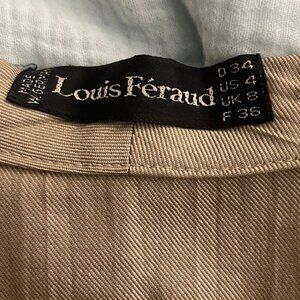 MADE IN
W.GERMANY
Louis Féraud
D 34
US 4
UK 8
F 36